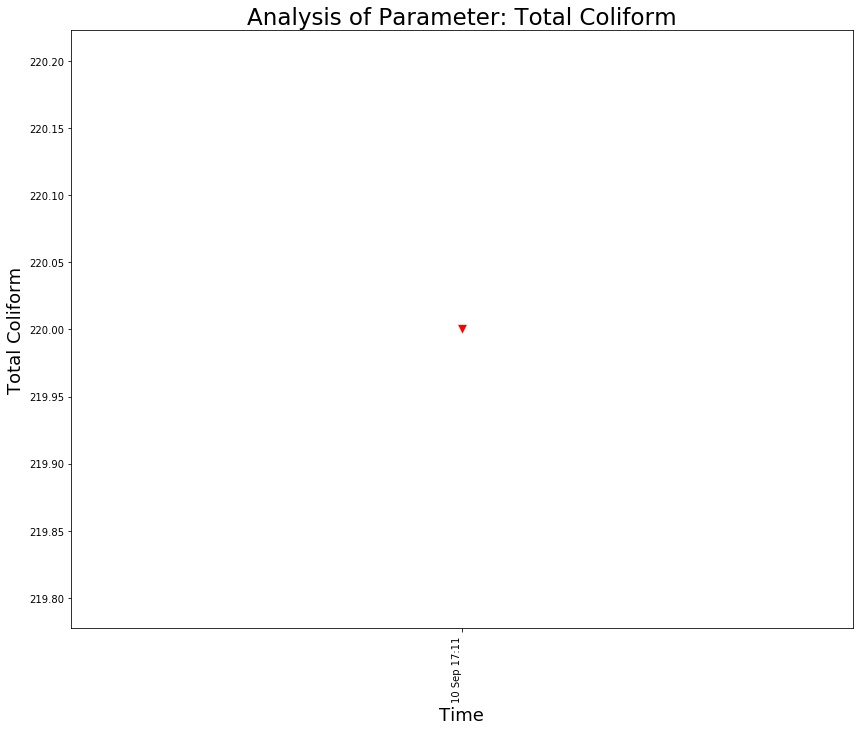 Analysis of Parameter: Total Coliform
220.20
220.15
220.10
220.05
220.00
219.95
219.90
219.85
219.80
Total Coliform
10 Sep 17:11
Time